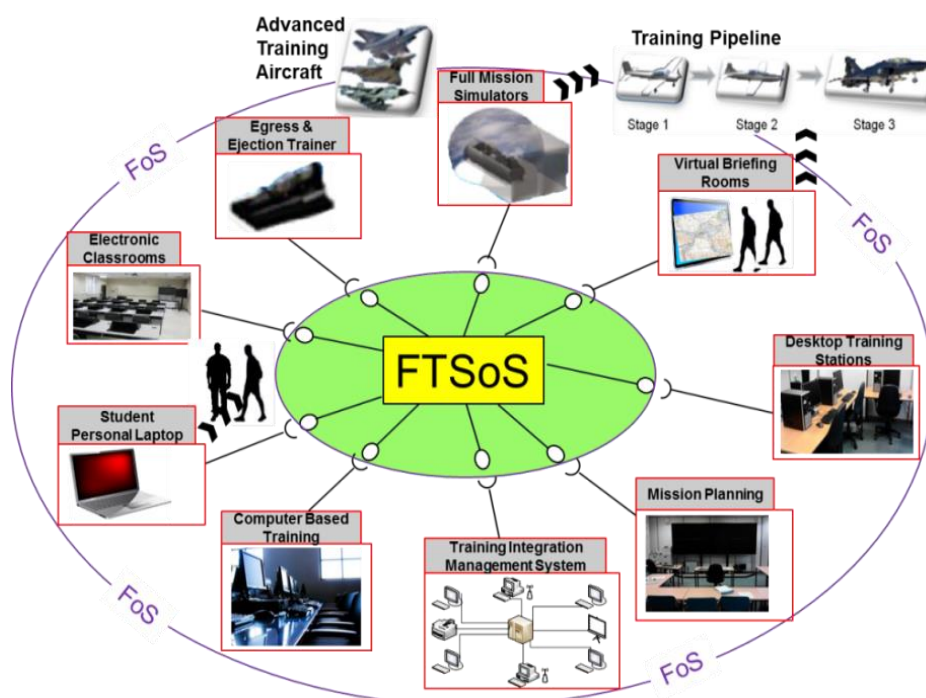 Advanced
Training
Aircraft
Full Mission
Simulators
Training Pipeline
Stage 1
Stage 2
Stage 3
Egress &
Ejection Trainer
Virtual Briefing
Rooms
FoS
FoS
Electronic
Classrooms
FTSoS
Desktop Training
Stations
Student
Personal Laptop
Mission Planning
Computer Based
Training
Training Integration
Management System
FoS
FoS